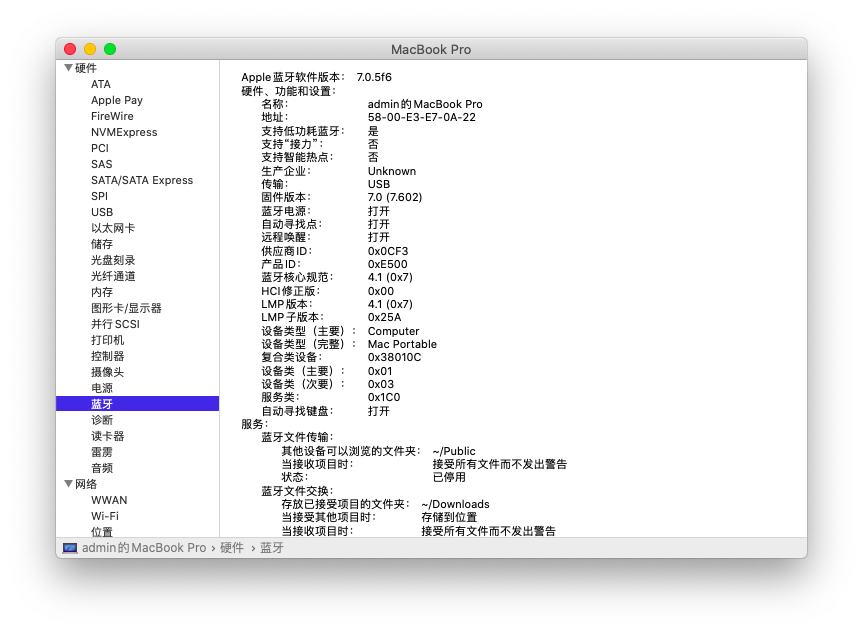 MacBook Pro
硬件
ATA
Apple Pay
FireWire
NVMExpress
PCI
SAS
SATA/SATA Express
SPI
USB
以太网卡
储存
光盘刻录
光纤通道
内存
图形卡/显示器
并行SCSI
打印机
控制器
摄像头
电源
蓝牙
诊断
读卡器
雷雳
音频
网络
WWAN
Wi-Fi
位置
Apple蓝牙软件版本: 7.0.5f6
硬件、功能和设置:
名称: admin的MacBook Pro
地址: 58-00-E3-E7-0A-22
支持低功耗蓝牙: 是
支持“接力”: 否
支持智能热点: 否
生产企业: Unknown
传输: USB
固件版本: 7.0 (7.602)
蓝牙电源: 打开
自动寻找点: 打开
远程唤醒: 打开
供应商ID: 0x0CF3
产品ID: 0xE500
蓝牙核心规范: 4.1 (0x7)
HCI修正版: 0x00
LMP版本: 4.1 (0x7)
LMP子版本: 0x25A
设备类型（主要）: Computer
设备类型（完整）: Mac Portable
复合类设备: 0x38010C
设备类（主要）: 0x01
设备类（次要）: 0x03
服务类: 0x1C0
自动寻找键盘: 打开
服务:
蓝牙文件传输:
其他设备可以浏览的文件夹: ~/Public
当接收项目时: 接受所有文件而不发出警告
状态: 已停用
蓝牙文件交换:
存放已接受项目的文件夹: ~/Downloads
当接受其他项目时: 存储到位置
当接收项目时: 接受所有文件而不发出警告
admin的MacBook Pro › 硬件 › 蓝牙